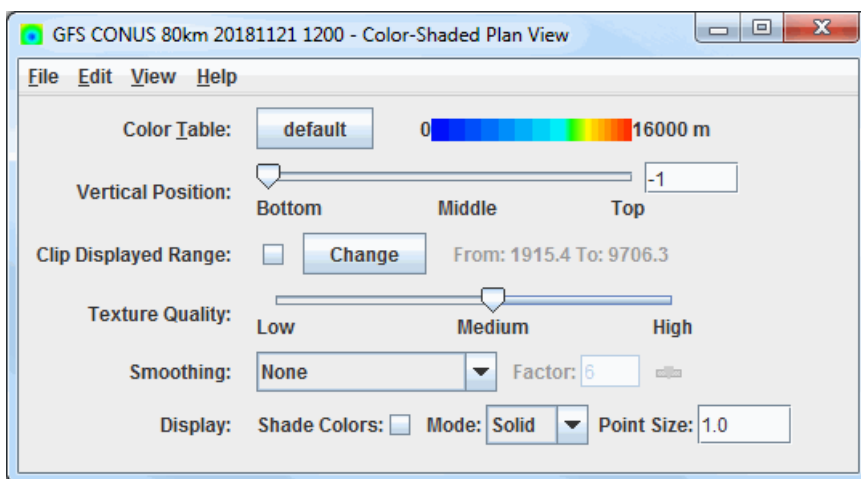 GFS CONUS 80km 20181121 1200 - Color-Shaded Plan View
File Edit View Help
Color Table: default 0 16000 m
Vertical Position: -1
Bottom Middle Top
Clip Displayed Range: Change From: 1915.4 To: 9706.3
Texture Quality:
Low Medium High
Smoothing: None Factor: 6
Display: Shade Colors: Mode: Solid Point Size: 1.0